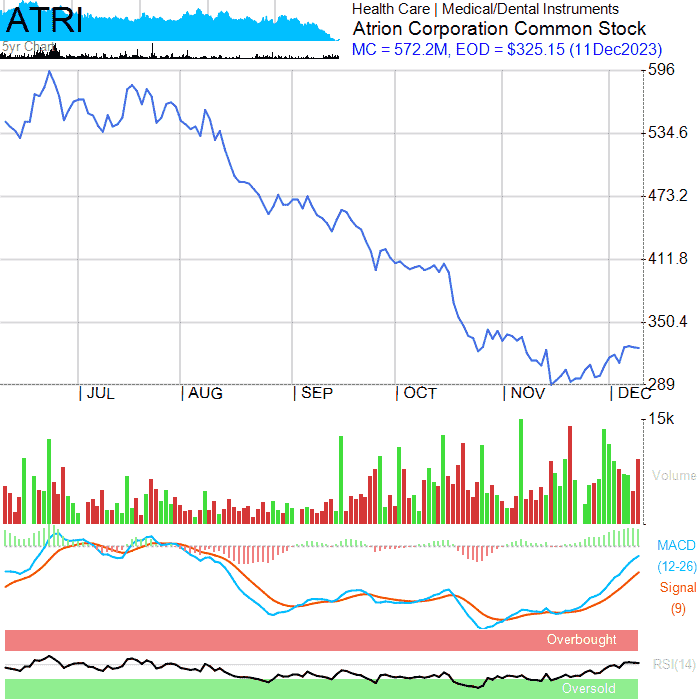 ATRI
5yr Chart
Health Care | Medical/Dental Instruments
Atrion Corporation Common Stock
MC = 572.2M, EOD = $325.15 (11Dec2023)
596
534.6
473.2
411.8
350.4
289
JUL
AUG
SEP
OCT
NOV
DEC
15k
Volume
MACD
(12-26)
Signal
(9)
Overbought
RSI(14)
Oversold